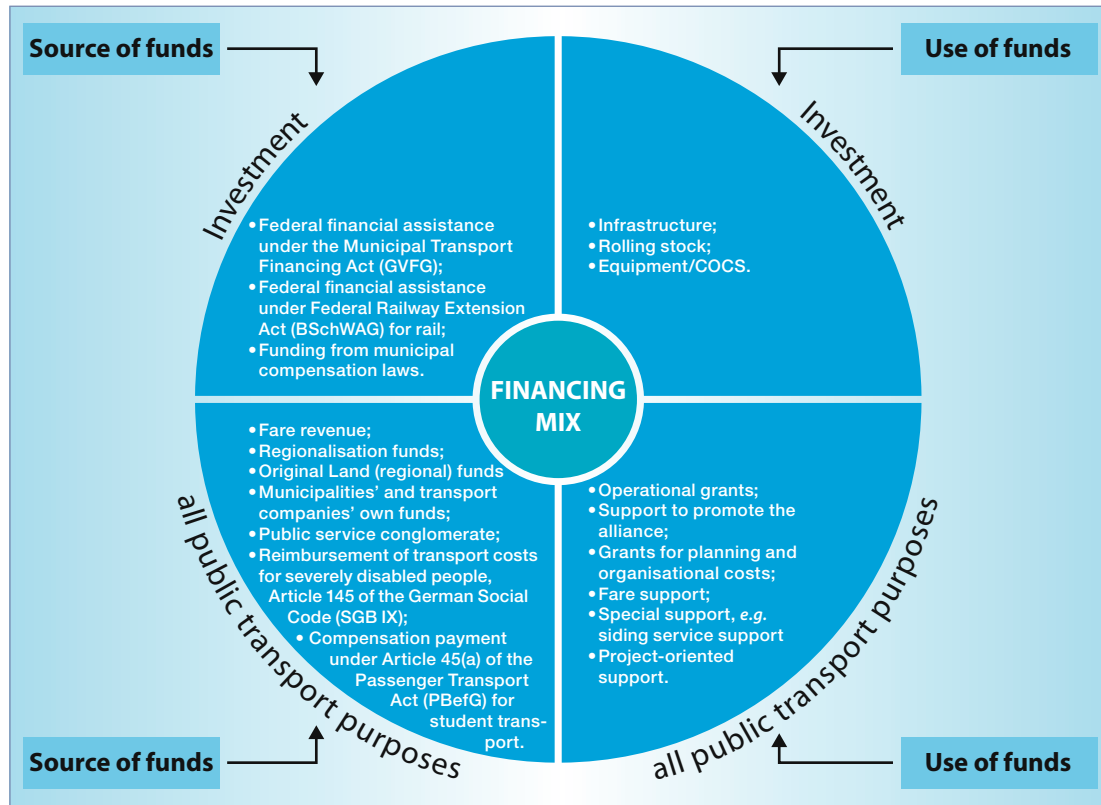 Source of funds
Use of funds
Investment
Investment
• Federal financial assistance
under the Municipal Transport
Financing Act (GVFG);
• Federal financial assistance
under Federal Railway Extension
Act (BSchWAG) for rail;
• Funding from municipal
compensation laws.
• Infrastructure;
• Rolling stock;
• Equipment/COCS.
FINANCING
MIX
• Fare revenue;
• Regionalisation funds;
• Original Land (regional) funds
• Municipalities’ and transport
companies’ own funds;
• Public service conglomerate;
• Reimbursement of transport costs
for severely disabled people,
Article 145 of the German Social
Code (SGB IX);
• Compensation payment
under Article 45(a) of the
Passenger Transport
Act (PBefG) for
student trans-
port.
• Operational grants;
• Support to promote the
alliance;
• Grants for planning and
organisational costs;
• Fare support;
• Special support, e.g.
siding service support
• Project-oriented
support.
all public transport purposes
all public transport purposes
Source of funds
Use of funds